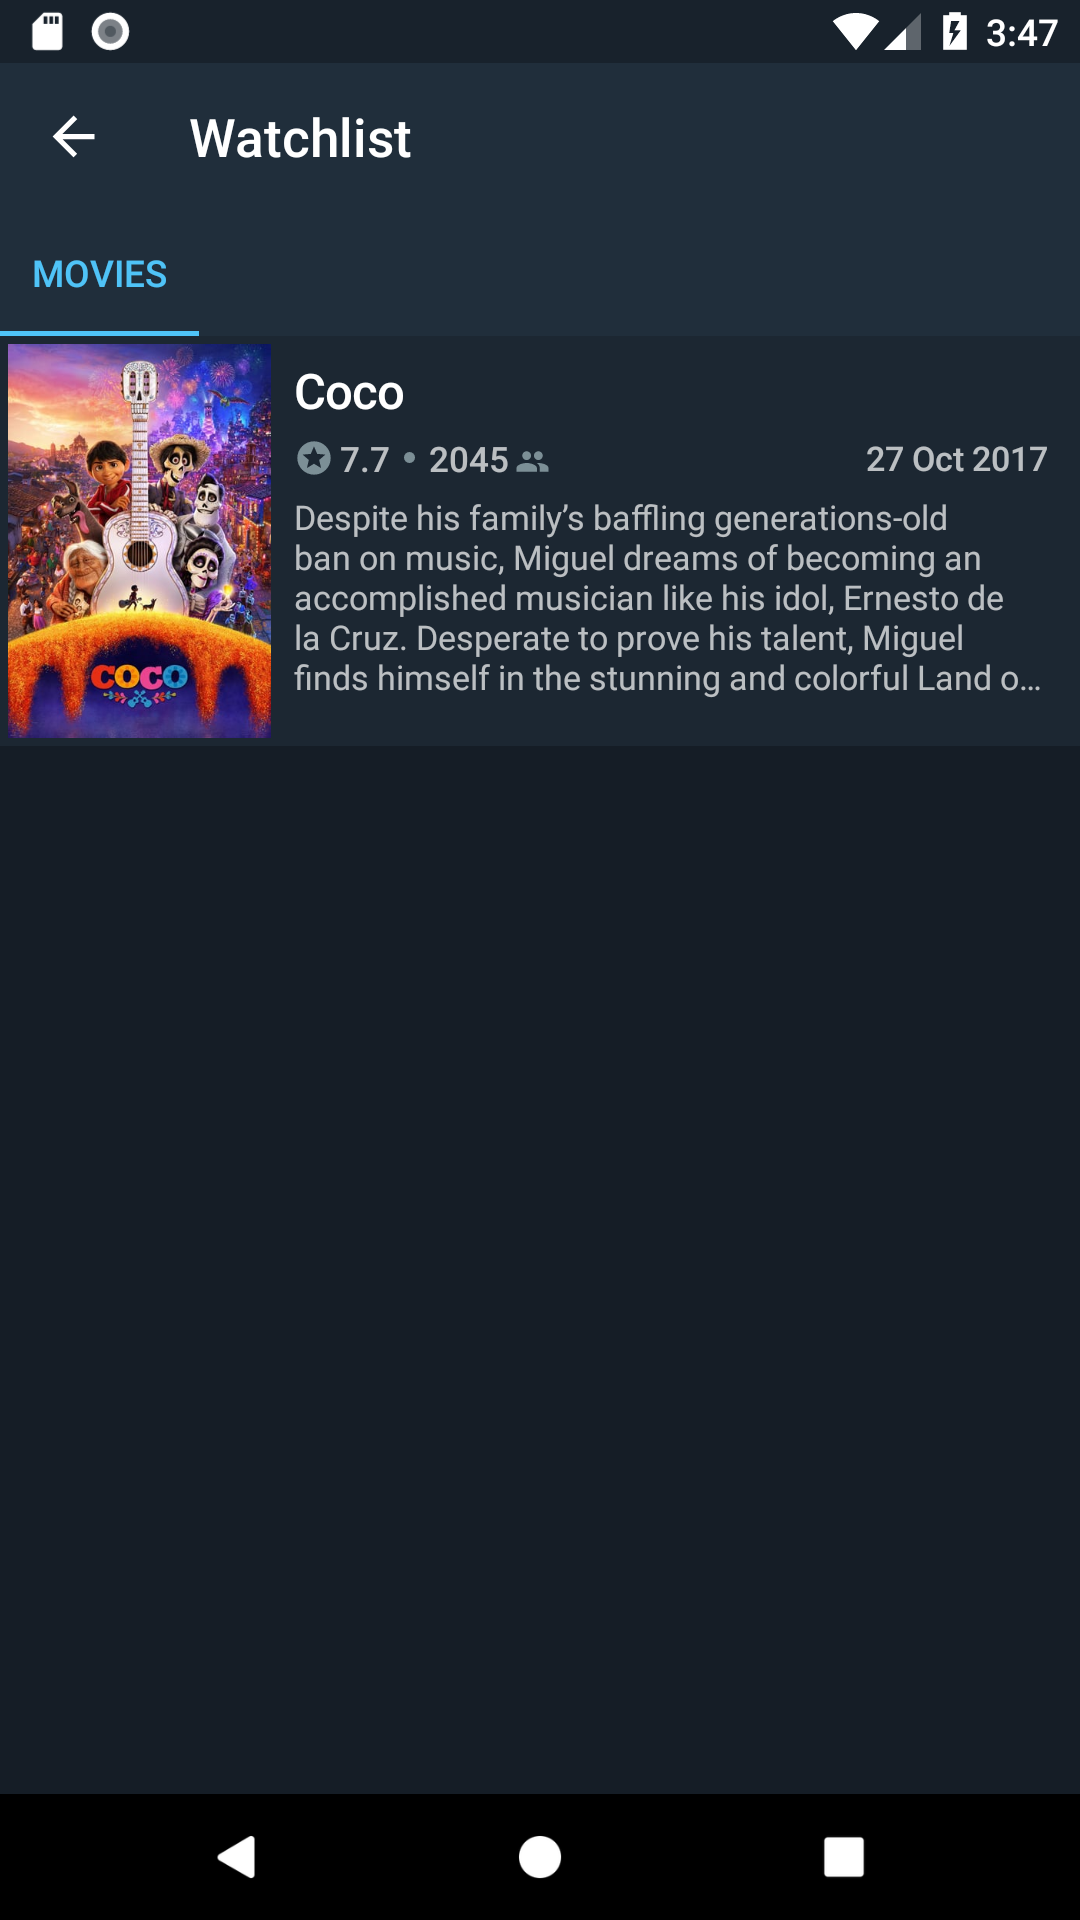 3:47
Watchlist
MOVIES
Coco
7.7 • 2045
27 Oct 2017
Despite his family’s baffling generations-old
ban on music, Miguel dreams of becoming an
accomplished musician like his idol, Ernesto de
la Cruz. Desperate to prove his talent, Miguel
finds himself in the stunning and colorful Land o…
COCO